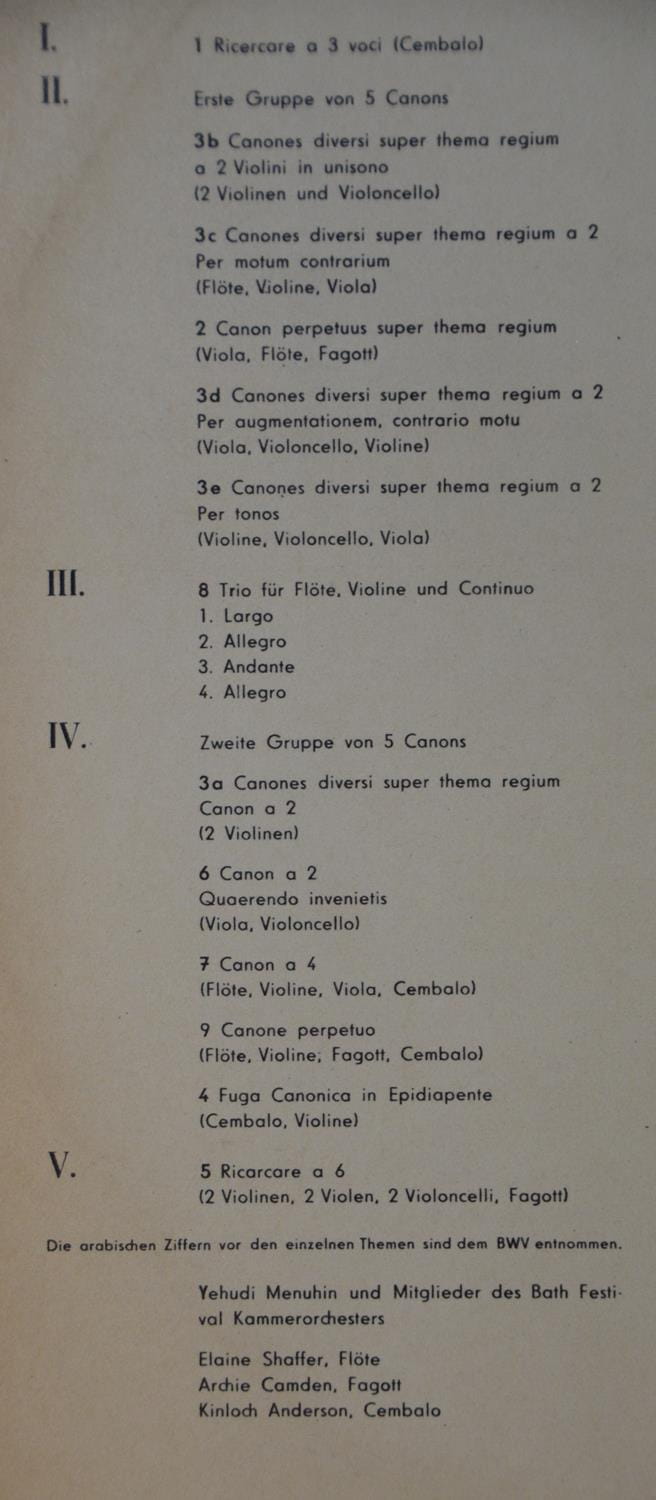 I.
1 Ricercare a 3 voci (Cembalo)
II.
Erste Gruppe von 5 Canons
3b Canones diversi super thema regium
a 2 Violini in unisono
(2 Violinen und Violoncello)
3c Canones diversi super thema regium a 2
Per motum contrarium
(Flöte, Violine, Viola)
2 Canon perpetuus super thema regium
(Viola, Flöte, Fagott)
3d Canones diversi super thema regium a 2
Per augmentationem, contrario motu
(Viola, Violoncello, Violine)
3e Canones diversi super thema regium a 2
Per tonos
(Violine, Violoncello, Viola)
III.
8 Trio für Flöte, Violine und Continuo
1. Largo
2. Allegro
3. Andante
4. Allegro
IV.
Zweite Gruppe von 5 Canons
3a Canones diversi super thema regium
Canon a 2
(2 Violinen)
6 Canon a 2
Quaerendo invenietis
(Viola, Violoncello)
7 Canon a 4
(Flöte, Violine, Viola, Cembalo)
9 Canone perpetuo
(Flöte, Violine, Fagott, Cembalo)
4 Fuga Canonica in Epidiapente
(Cembalo, Violine)
V.
5 Ricarcare a 6
(2 Violinen, 2 Violen, 2 Violoncelli, Fagott)
Die arabischen Ziffern vor den einzelnen Themen sind dem BWV entnommen.
Yehudi Menuhin und Mitglieder des Bath Festi-
val Kammerorchesters
Elaine Shaffer, Flöte
Archie Camden, Fagott
Kinloch Anderson, Cembalo